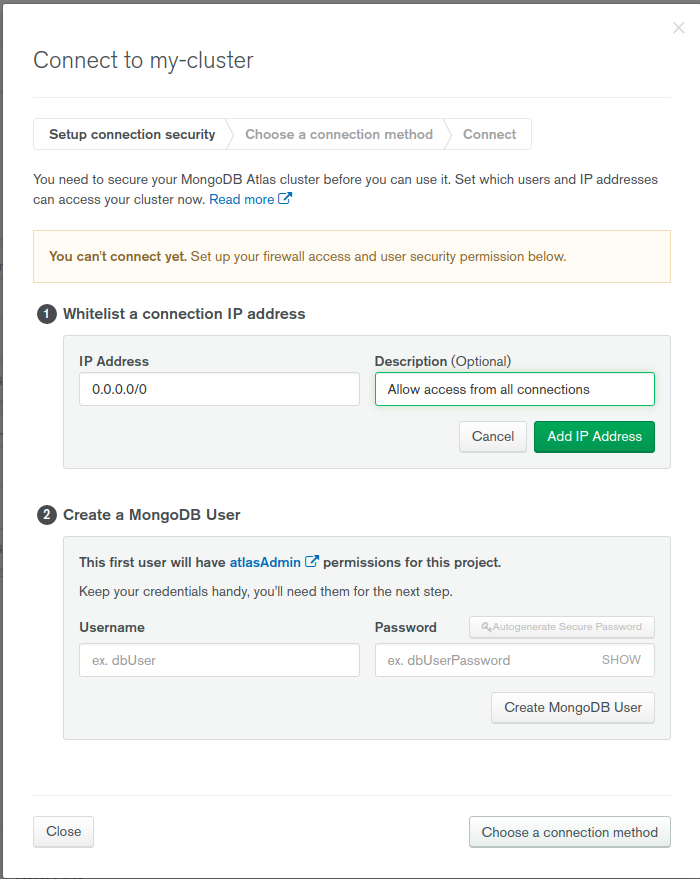 Connect to my-cluster
Setup connection security
Choose a connection method
Connect
You need to secure your MongoDB Atlas cluster before you can use it. Set which users and IP addresses
can access your cluster now. Read more
You can't connect yet. Set up your firewall access and user security permission below.
1 Whitelist a connection IP address
IP Address
Description (Optional)
0.0.0.0/0
Allow access from all connections
Cancel
Add IP Address
2 Create a MongoDB User
This first user will have atlasAdmin permissions for this project.
Keep your credentials handy, you'll need them for the next step.
Username
Password
Autogenerate Secure Password
ex. dbUser
ex. dbUserPassword
SHOW
Create MongoDB User
Close
Choose a connection method